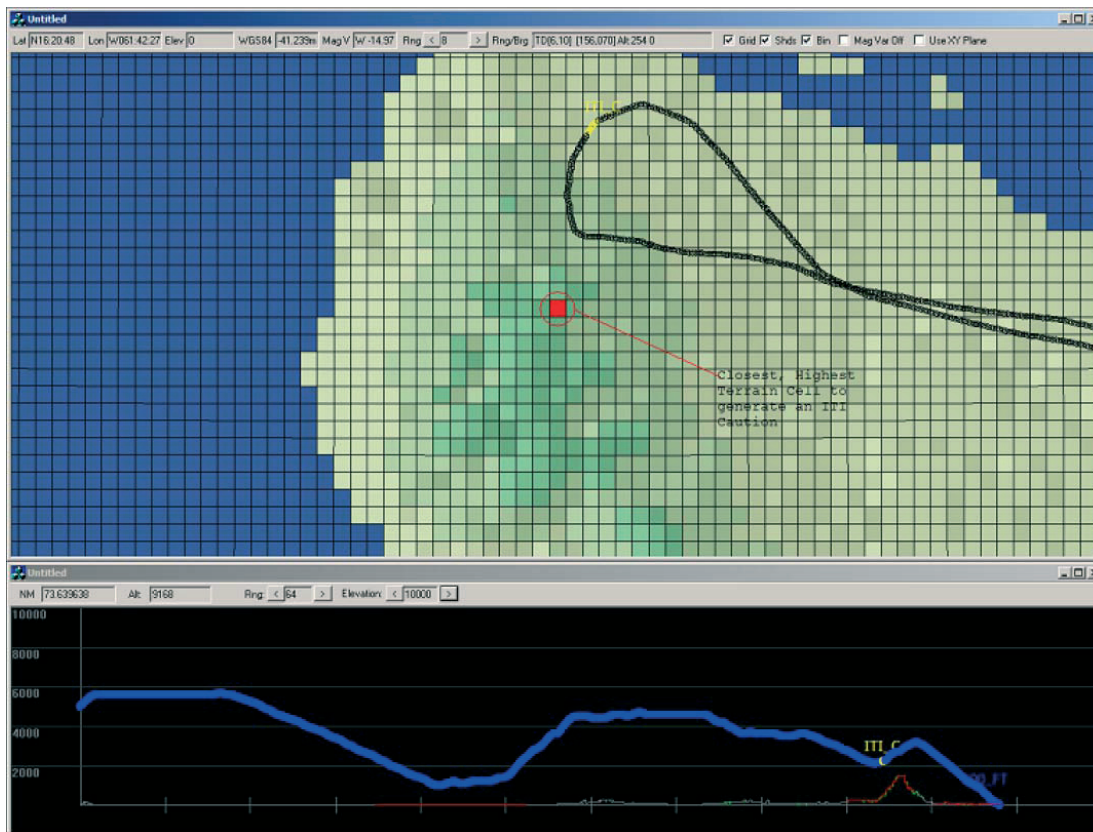 Untitled
Lat N16:20:48 Lon W061:42:27 Elev 0 WGS84 -41.239m Mag V W -14.97 Rng < 8 > Rng/Brg TD[6,10] [156,070] Alt:254 0 Grid Shds Bin Mag Var Off Use XY Plane
ITI_C
Closest, Highest
Terrain Cell to
generate an ITI
Caution
Untitled
NM 73.639638 Alt: 9168 Rng: < 64 > Elevation: < 10000 >
10000
8000
6000
4000
ITI_C
2000